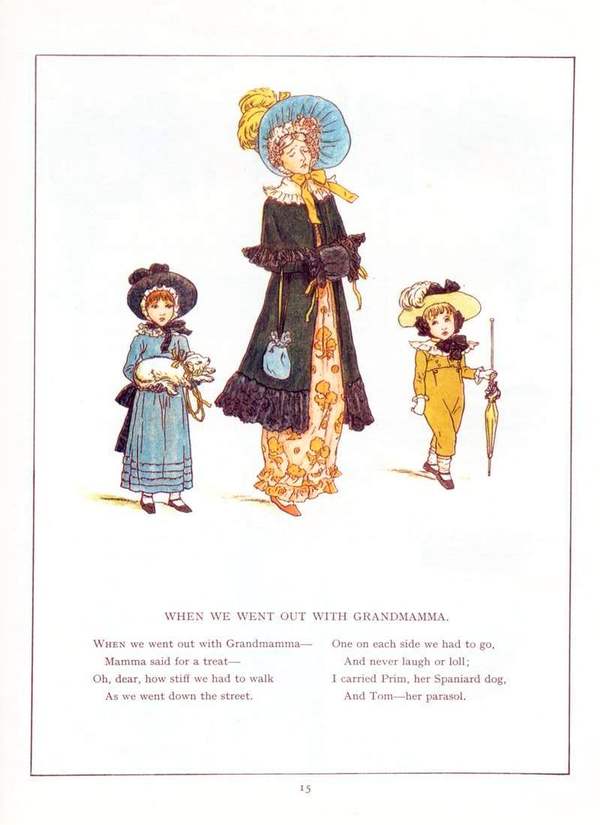 WHEN WE WENT OUT WITH GRANDMAMMA.
WHEN we went out with Grandmamma—
Mamma said for a treat—
Oh, dear, how stiff we had to walk
As we went down the street.
One on each side we had to go,
And never laugh or loll;
I carried Prim, her Spaniard dog,
And Tom—her parasol.
15